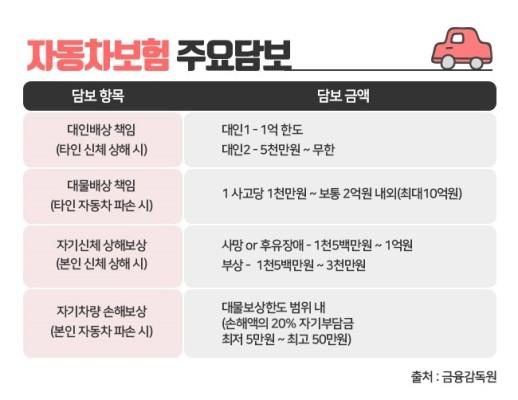 자동차보험 주요담보
담보 항목
담보 금액
대인배상 책임
(타인 신체 상해 시)
대인1 - 1억 한도
대인2 - 5천만원 ~ 무한
대물배상 책임
(타인 자동차 파손 시)
1 사고당 1천만원 ~ 보통 2억원 내외(최대10억원)
자기신체 상해보상
(본인 신체 상해 시)
사망 or 후유장애 - 1천5백만원 ~ 1억원
부상 - 1천5백만원 ~ 3천만원
자기차량 손해보상
(본인 자동차 파손 시)
대물보상한도 범위 내
(손해액의 20% 자기부담금
최저 5만원 ~ 최고 50만원)
출처 : 금융감독원